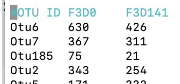 OTU ID F3D0 F3D141
Otu6 630 426
Otu7 367 311
Otu185 75 21
Otu2 343 254